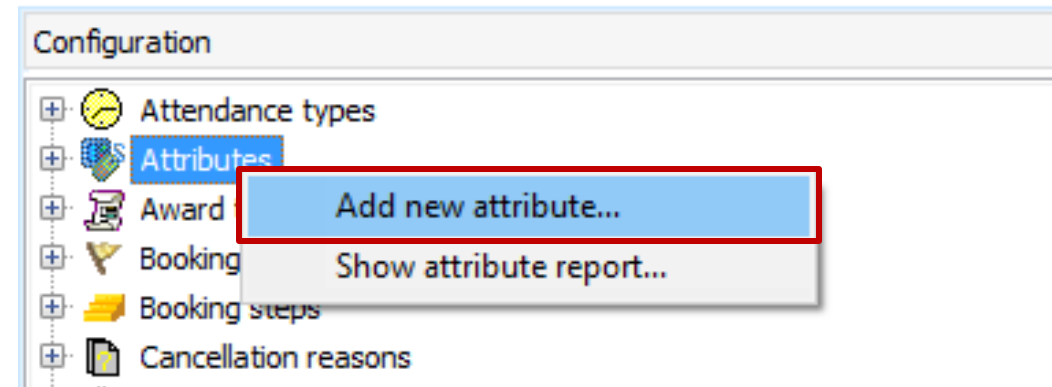 Configuration
Attendance types
Attributes
Add new attribute...
Award
Show attribute report...
Booking
Booking steps
Cancellation reasons